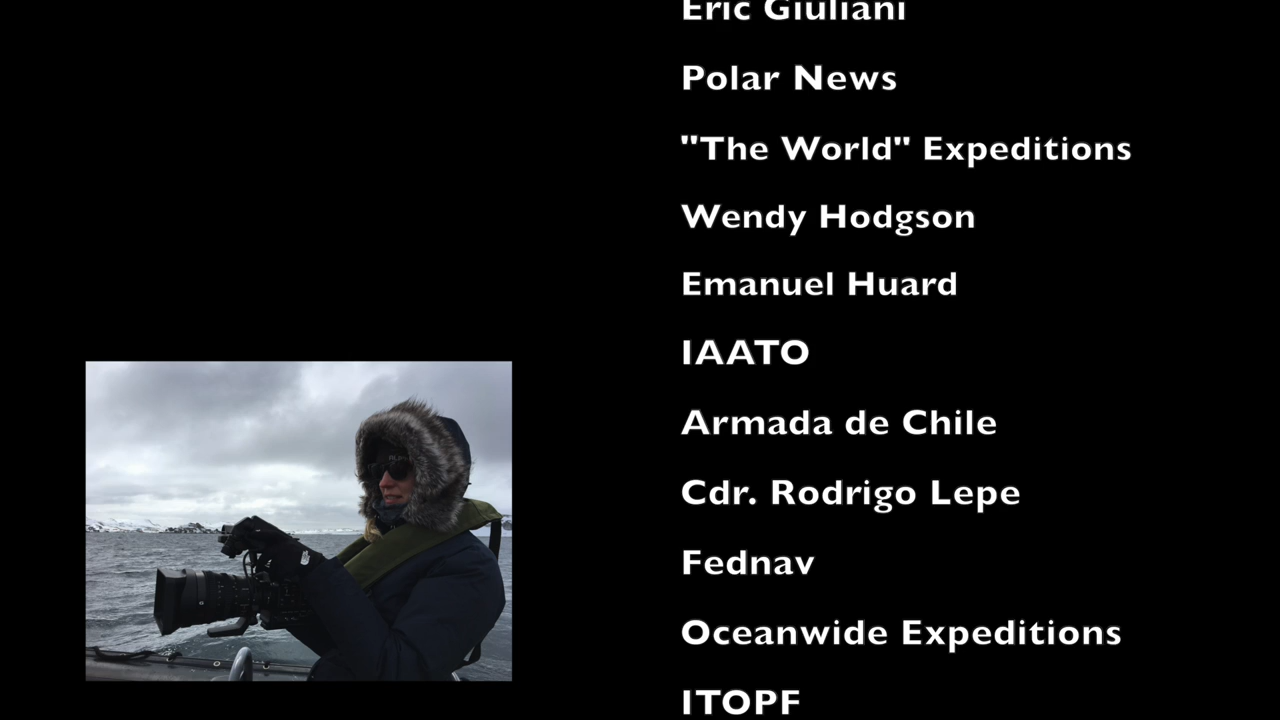 Eric Giuliani
Polar News
"The World" Expeditions
Wendy Hodgson
Emanuel Huard
IAATO
Armada de Chile
Cdr. Rodrigo Lepe
Fednav
Oceanwide Expeditions
ITOPF